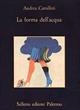 Andrea Camilleri
La forma dell'acqua
Sellerio editore Palermo